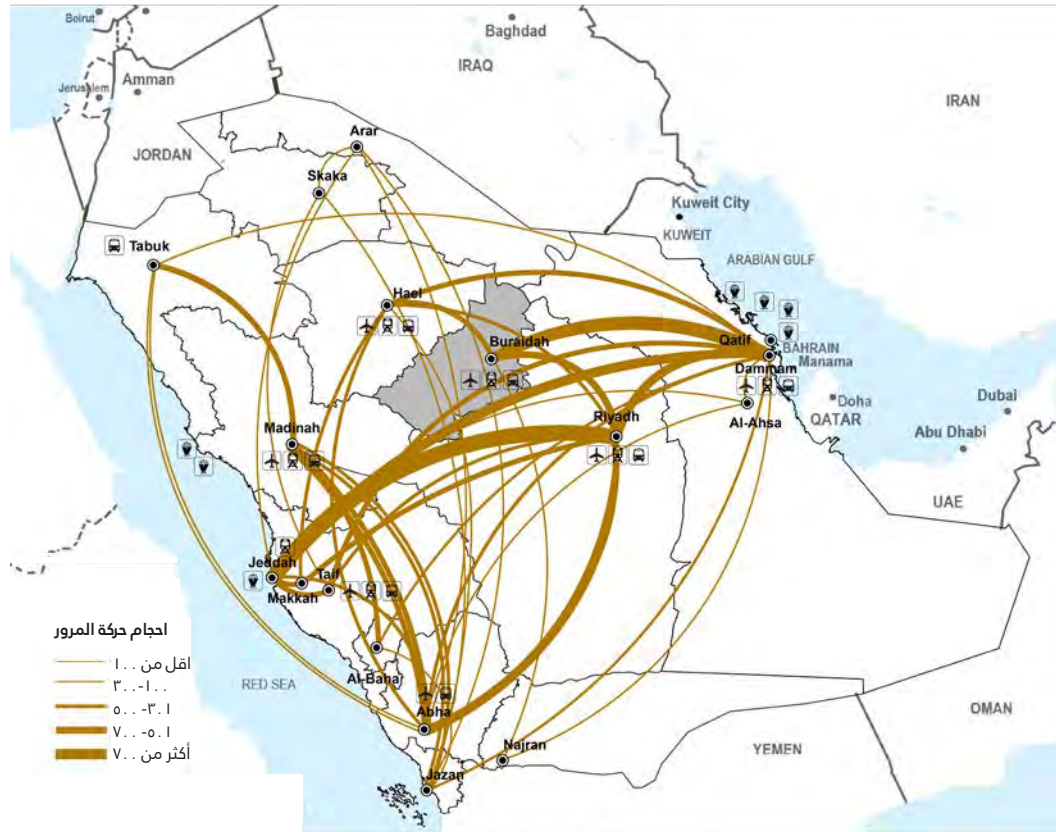 Beirut
Baghdad
IRAQ
IRAN
Jerusalem
Amman
JORDAN
Arar
Skaka
Kuwait City
KUWAIT
Tabuk
ARABIAN GULF
Hael
Buraidah
Qatif
BAHRAIN
Manama
Dammam
Doha
QATAR
Dubai
Al-Ahsa
Abu Dhabi
Riyadh
Madinah
UAE
Jeddah
Taif
Makkah
احجام حركة المرور
اقل من ١٠٠
١٠٠-٣٠٠
٣٠١-٥٠٠
٥٠١-٧٠٠
أكثر من ٧٠٠
RED SEA
Al-Baha
Abha
Najran
Jazan
YEMEN
OMAN